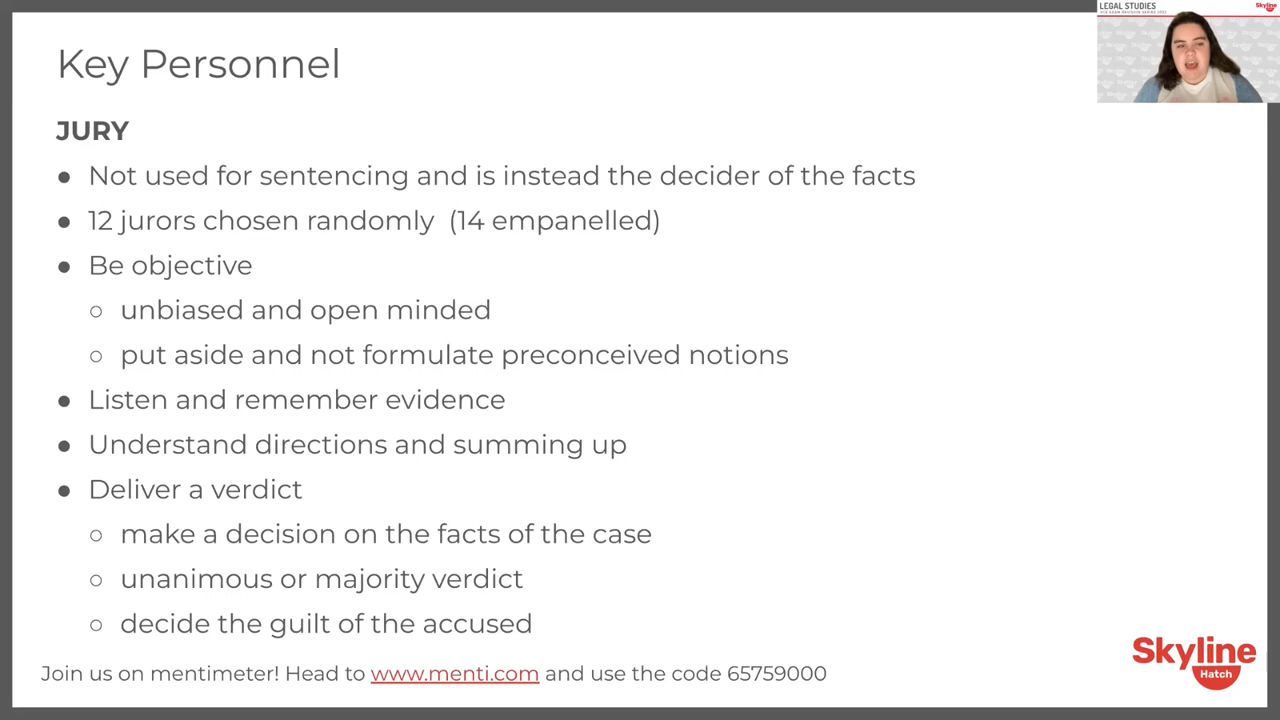 LEGAL STUDIES
Skyline
Key Personnel
JURY
● Not used for sentencing and is instead the decider of the facts
● 12 jurors chosen randomly (14 empanelled)
● Be objective
○ unbiased and open minded
○ put aside and not formulate preconceived notions
● Listen and remember evidence
● Understand directions and summing up
● Deliver a verdict
○ make a decision on the facts of the case
○ unanimous or majority verdict
○ decide the guilt of the accused
Join us on mentimeter! Head to www.menti.com and use the code 65759000
Skyline
Hatch